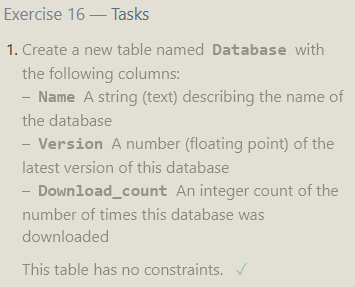 Exercise 16 — Tasks
1. Create a new table named Database with
the following columns:
– Name A string (text) describing the name of
the database
– Version A number (floating point) of the
latest version of this database
– Download_count An integer count of the
number of times this database was
downloaded
This table has no constraints. ✓